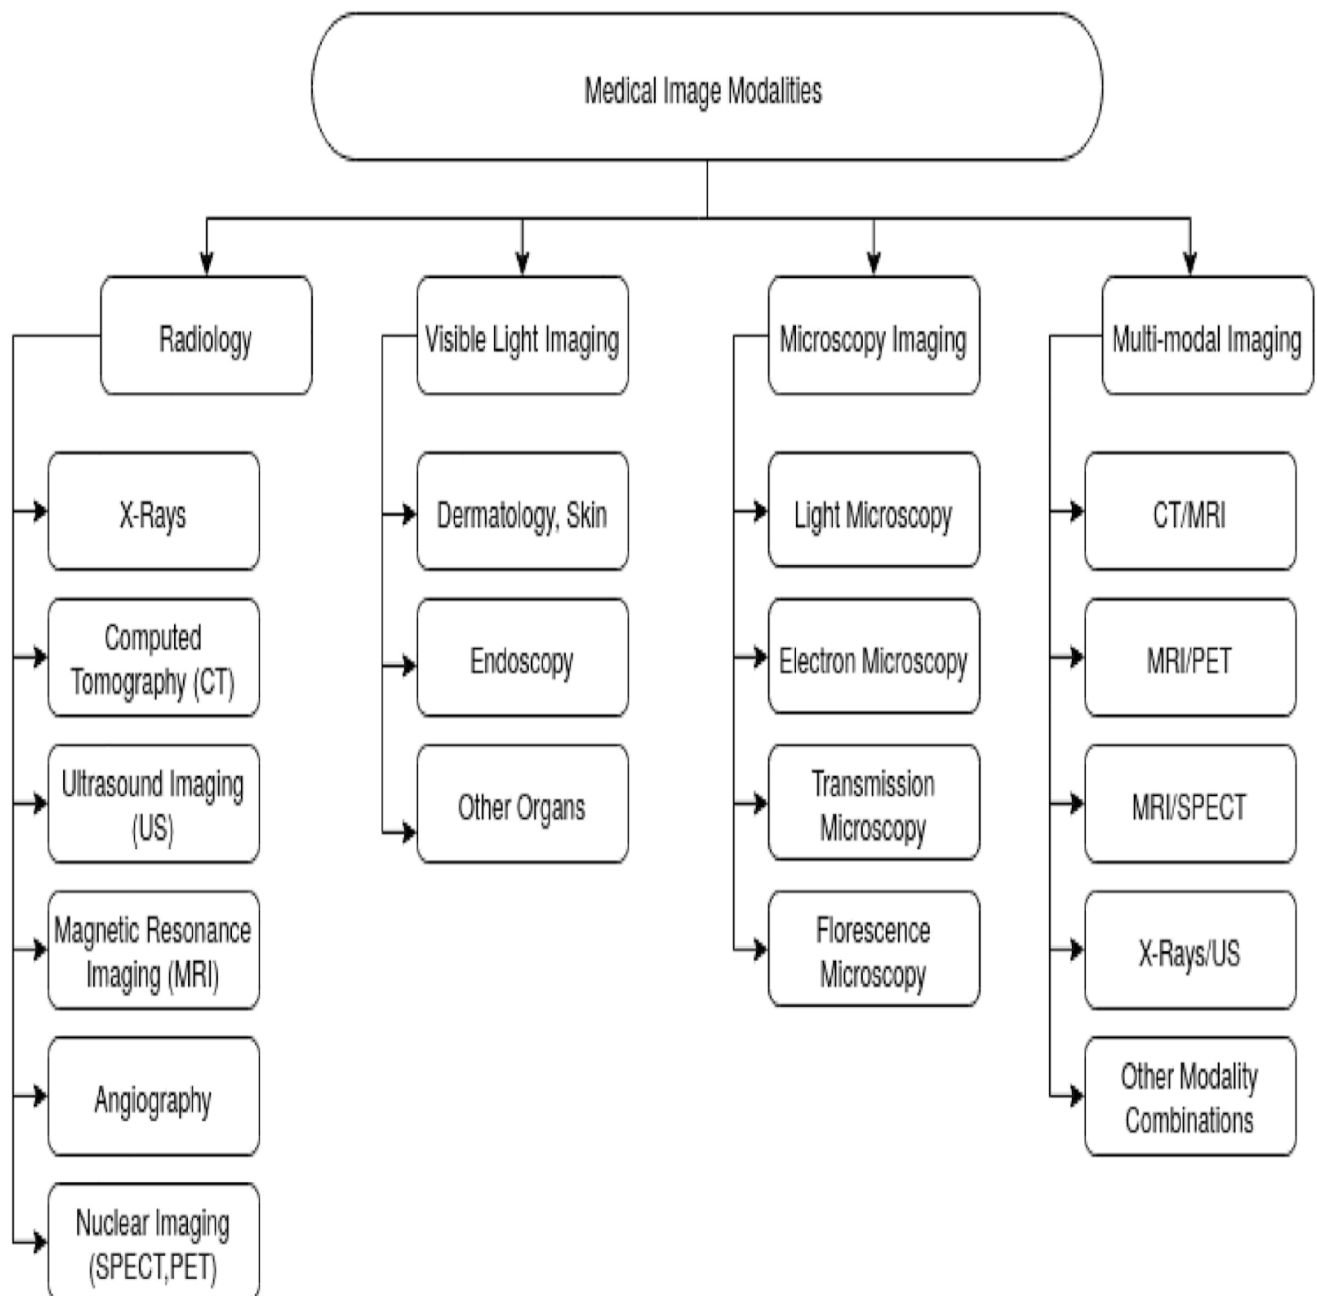 Medical Image Modalities
Radiology
X-Rays
Computed
Tomography (CT)
Ultrasound Imaging
(US)
Magnetic Resonance
Imaging (MRI)
Angiography
Nuclear Imaging
(SPECT,PET)
Visible Light Imaging
Dermatology, Skin
Endoscopy
Other Organs
Microscopy Imaging
Light Microscopy
Electron Microscopy
Transmission
Microscopy
Florescence
Microscopy
Multi-modal Imaging
CT/MRI
MRI/PET
MRI/SPECT
X-Rays/US
Other Modality
Combinations